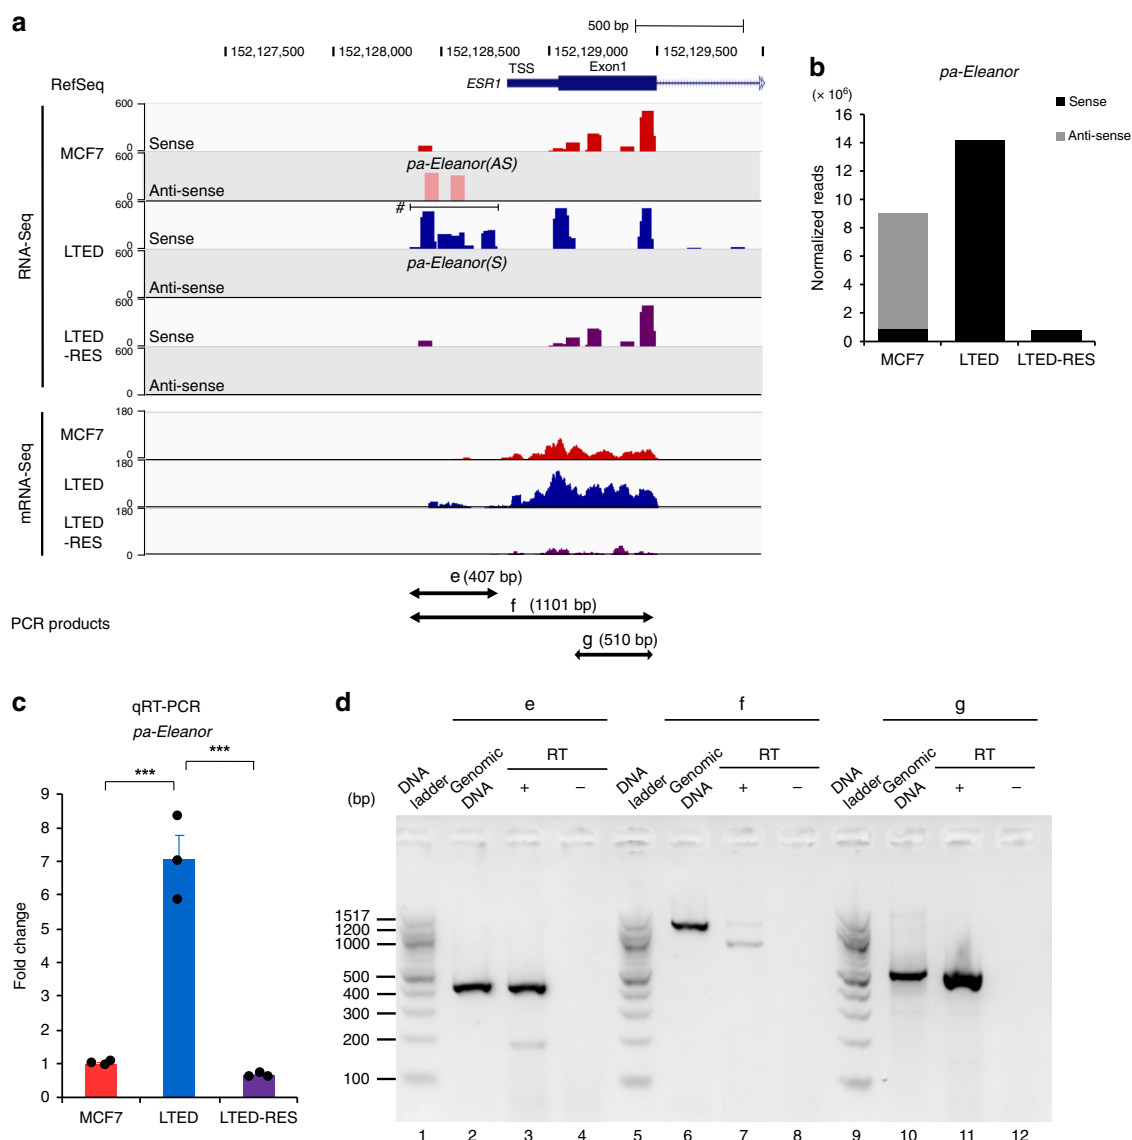 a
500 bp
152,127,500 152,128,000 152,128,500 152,129,000 152,129,500
TSS Exon1
RefSeq ESR1
RNA-Seq
MCF7
600
Sense
0
600
pa-Eleanor(AS)
Anti-sense
0
LTED
600
#
Sense
0
600
pa-Eleanor(S)
Anti-sense
0
LTED
-RES
600
Sense
0
600
Anti-sense
0
mRNA-Seq
180
MCF7
0
180
LTED
0
180
LTED
-RES
0
e (407 bp)
f (1101 bp)
PCR products
g (510 bp)
b
pa-Eleanor
(× 10⁶)
Sense
Anti-sense
Normalized reads
16
14
12
10
8
6
4
2
0
MCF7 LTED LTED-RES
c
qRT-PCR
pa-Eleanor
***
***
Fold change
9
8
7
6
5
4
3
2
1
0
MCF7 LTED LTED-RES
d
e f g
DNA ladder Genomic DNA RT DNA ladder Genomic DNA RT DNA ladder Genomic DNA RT
(bp) + − + − + −
1517
1200
1000
500
400
300
200
100
1 2 3 4 5 6 7 8 9 10 11 12